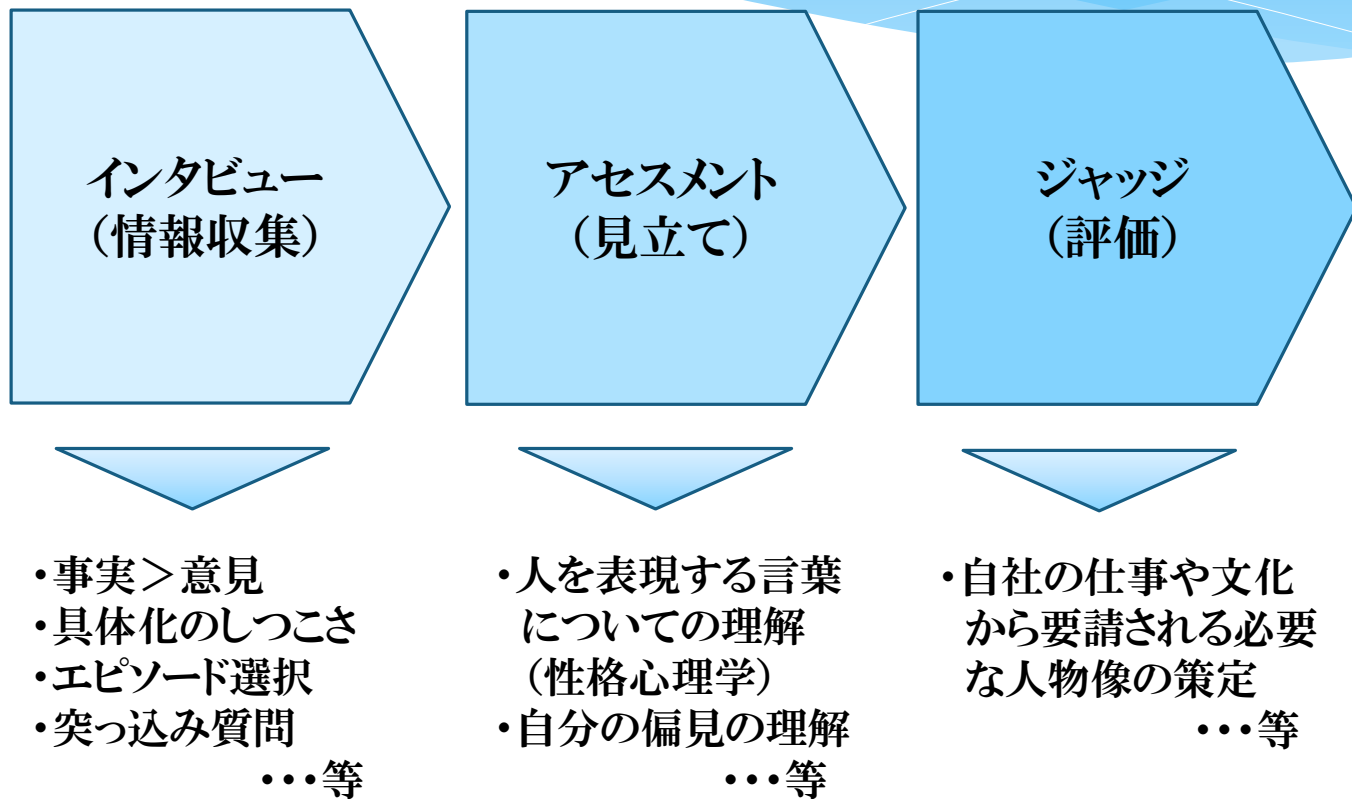 インタビュー
（情報収集）
アセスメント
（見立て）
ジャッジ
（評価）
・事実＞意見
・具体化のしつこさ
・エピソード選択
・突っ込み質問
・・・等
・人を表現する言葉
についての理解
（性格心理学）
・自分の偏見の理解
・・・等
・自社の仕事や文化
から要請される必要
な人物像の策定
・・・等